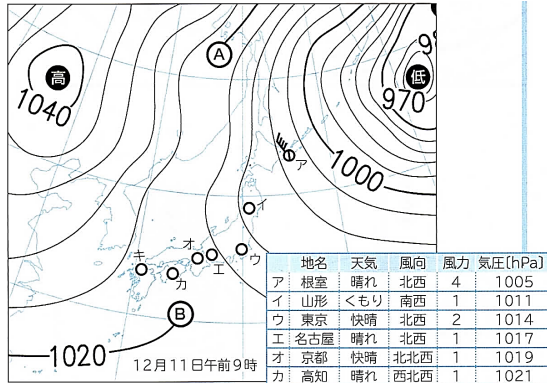 Ⓐ
高
1040
98
低
970
ア
1000
イ
ウ
エ
オ
カ
キ
Ⓑ
1020
12月11日午前9時
地名 天気 風向 風力 気圧〔hPa〕
ア 根室 晴れ 北西 4 1005
イ 山形 くもり 南西 1 1011
ウ 東京 快晴 北西 2 1014
エ 名古屋 晴れ 北西 1 1017
オ 京都 快晴 北北西 1 1019
カ 高知 晴れ 西北西 1 1021